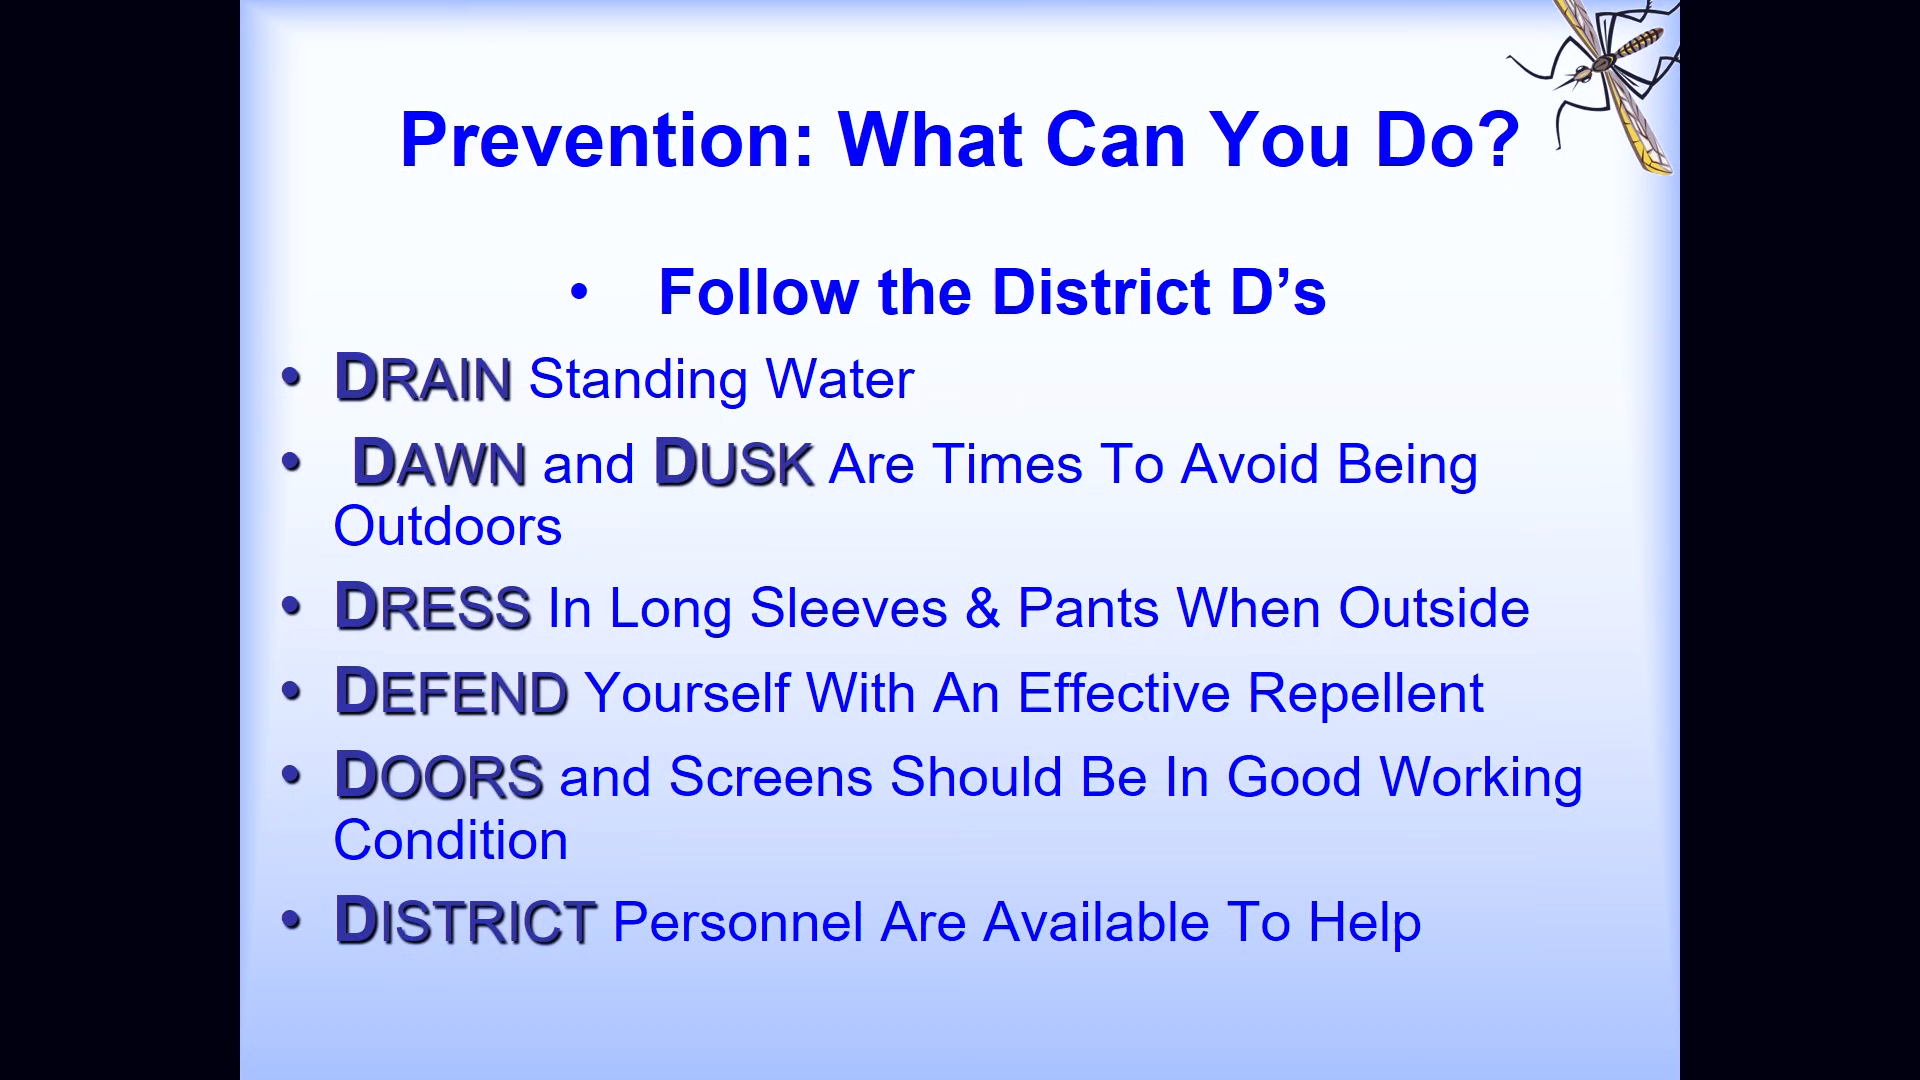 Prevention: What Can You Do?
• Follow the District D’s
• DRAIN Standing Water
• DAWN and DUSK Are Times To Avoid Being
Outdoors
• DRESS In Long Sleeves & Pants When Outside
• DEFEND Yourself With An Effective Repellent
• DOORS and Screens Should Be In Good Working
Condition
• DISTRICT Personnel Are Available To Help